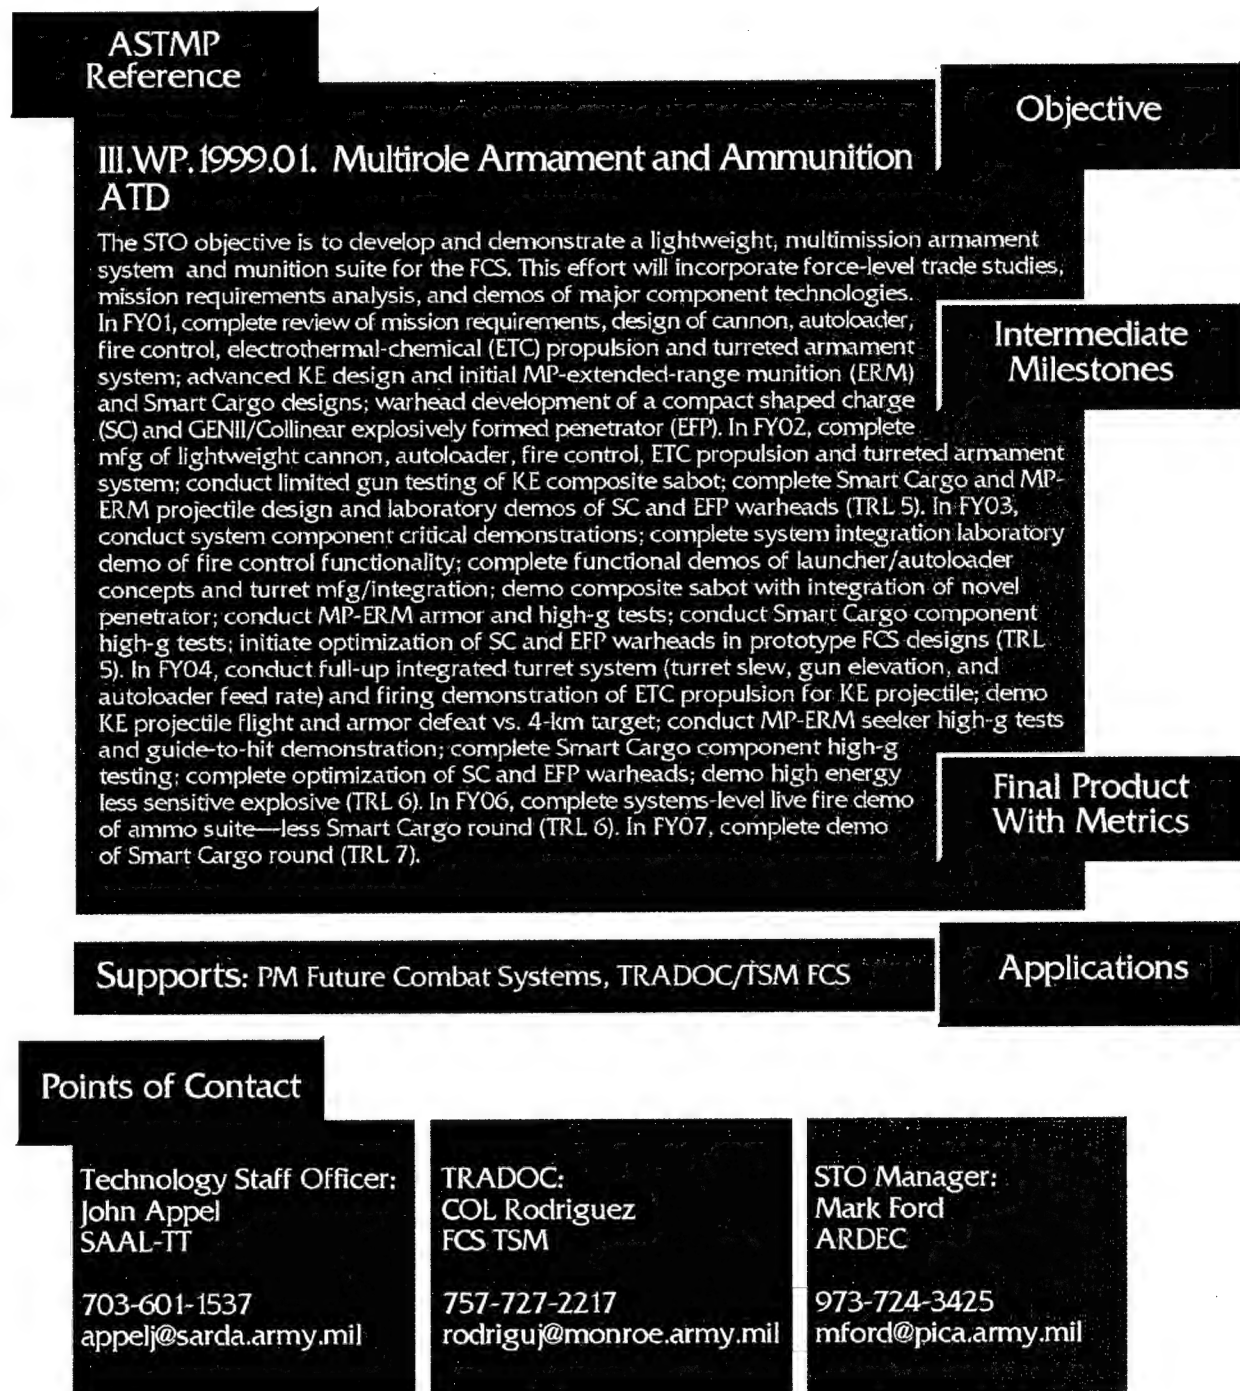 ASTMP
Reference
Objective
III.WP.1999.01. Multirole Armament and Ammunition
ATD
The STO objective is to develop and demonstrate a lightweight, multimission armament
system and munition suite for the FCS. This effort will incorporate force-level trade studies,
mission requirements analysis, and demos of major component technologies.
In FY01, complete review of mission requirements, design of cannon, autoloader,
fire control, electrothermal-chemical (ETC) propulsion and turreted armament
system; advanced KE design and initial MP-extended-range munition (ERM)
and Smart Cargo designs; warhead development of a compact shaped charge
(SC) and GENII/Collinear explosively formed penetrator (EFP). In FY02, complete
mfg of lightweight cannon, autoloader, fire control, ETC propulsion and turreted armament
system; conduct limited gun testing of KE composite sabot; complete Smart Cargo and MP-
ERM projectile design and laboratory demos of SC and EFP warheads (TRL 5). In FY03,
conduct system component critical demonstrations; complete system integration laboratory
demo of fire control functionality; complete functional demos of launcher/autoloader
concepts and turret mfg/integration; demo composite sabot with integration of novel
penetrator; conduct MP-ERM armor and high-g tests; conduct Smart Cargo component
high-g tests; initiate optimization of SC and EFP warheads in prototype FCS designs (TRL
5). In FY04, conduct full-up integrated turret system (turret slew, gun elevation, and
autoloader feed rate) and firing demonstration of ETC propulsion for KE projectile; demo
KE projectile flight and armor defeat vs. 4-km target; conduct MP-ERM seeker high-g tests
and guide-to-hit demonstration; complete Smart Cargo component high-g
testing; complete optimization of SC and EFP warheads; demo high energy
less sensitive explosive (TRL 6). In FY06, complete systems-level live fire demo
of ammo suite—less Smart Cargo round (TRL 6). In FY07, complete demo
of Smart Cargo round (TRL 7).
Intermediate
Milestones
Final Product
With Metrics
Supports: PM Future Combat Systems, TRADOC/TSM FCS
Applications
Points of Contact
Technology Staff Officer:
John Appel
SAAL-TT
703-601-1537
appelj@sarda.army.mil
TRADOC:
COL Rodriguez
FCS TSM
757-727-2217
rodriguj@monroe.army.mil
STO Manager:
Mark Ford
ARDEC
973-724-3425
mford@pica.army.mil